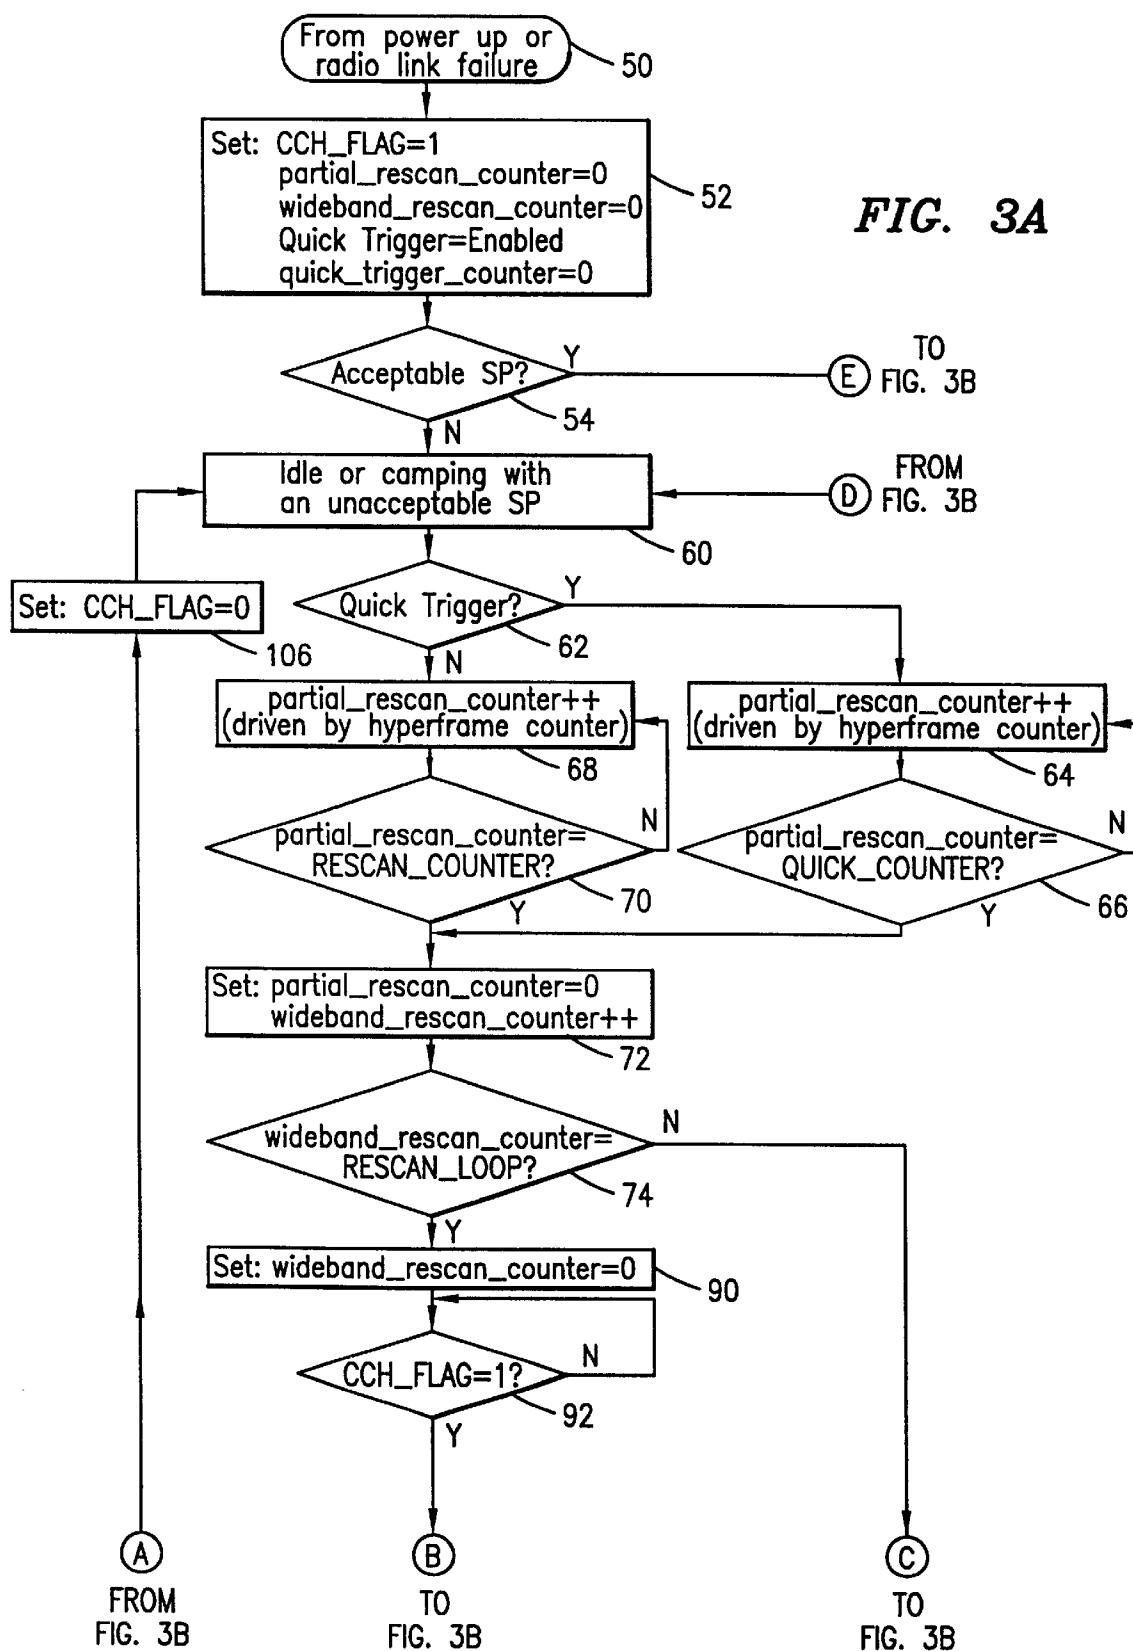 From power up or
radio link failure
50
Set: CCH_FLAG=1
partial_rescan_counter=0
wideband_rescan_counter=0
Quick Trigger=Enabled
quick_trigger_counter=0
52
FIG. 3A
Acceptable SP?
Y
54
N
E
TO
FIG. 3B
Idle or camping with
an unacceptable SP
60
D
FROM
FIG. 3B
Set: CCH_FLAG=0
106
Quick Trigger?
Y
62
N
partial_rescan_counter++
(driven by hyperframe counter)
68
partial_rescan_counter++
(driven by hyperframe counter)
64
partial_rescan_counter=
RESCAN_COUNTER?
N
70
Y
partial_rescan_counter=
QUICK_COUNTER?
N
66
Y
Set: partial_rescan_counter=0
wideband_rescan_counter++
72
wideband_rescan_counter=
RESCAN_LOOP?
N
74
Y
Set: wideband_rescan_counter=0
90
CCH_FLAG=1?
N
92
Y
A
FROM
FIG. 3B
B
TO
FIG. 3B
C
TO
FIG. 3B